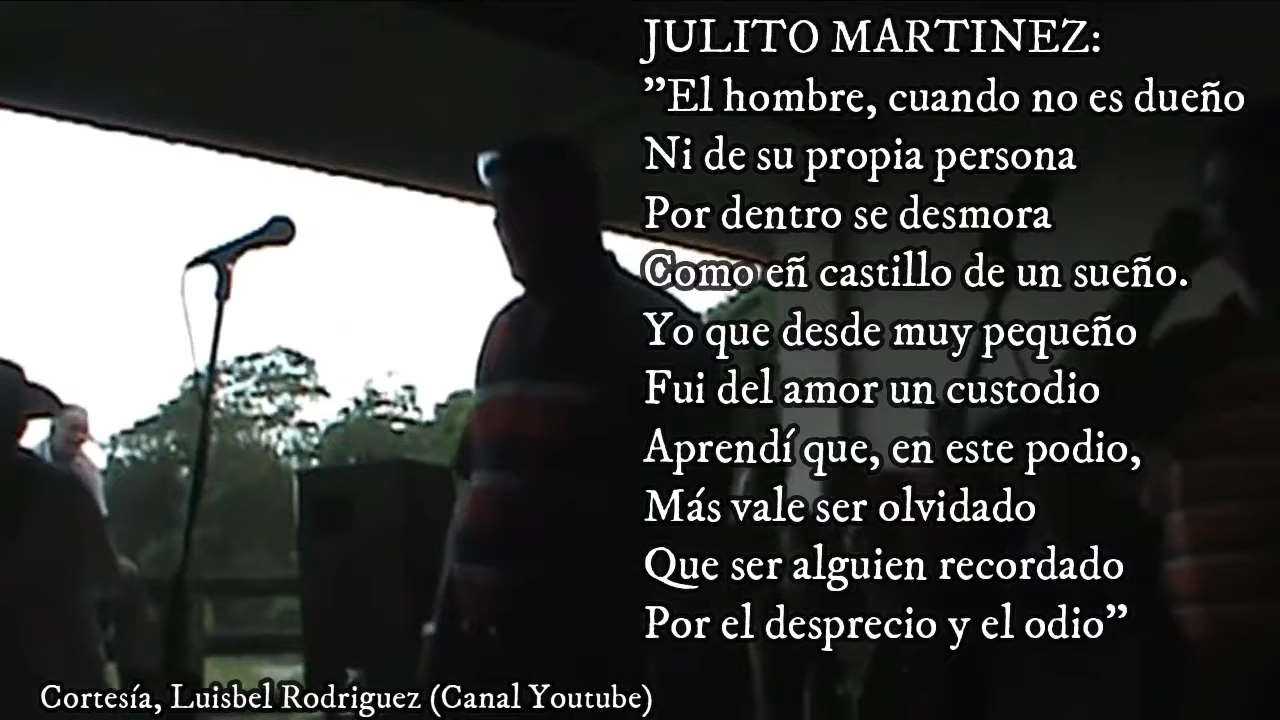 JULITO MARTINEZ:
"El hombre, cuando no es dueño
Ni de su propia persona
Por dentro se desmora
Como eñ castillo de un sueño.
Yo que desde muy pequeño
Fui del amor un custodio
Aprendí que, en este podio,
Más vale ser olvidado
Que ser alguien recordado
Por el desprecio y el odio"
Cortesía, Luisbel Rodriguez (Canal Youtube)